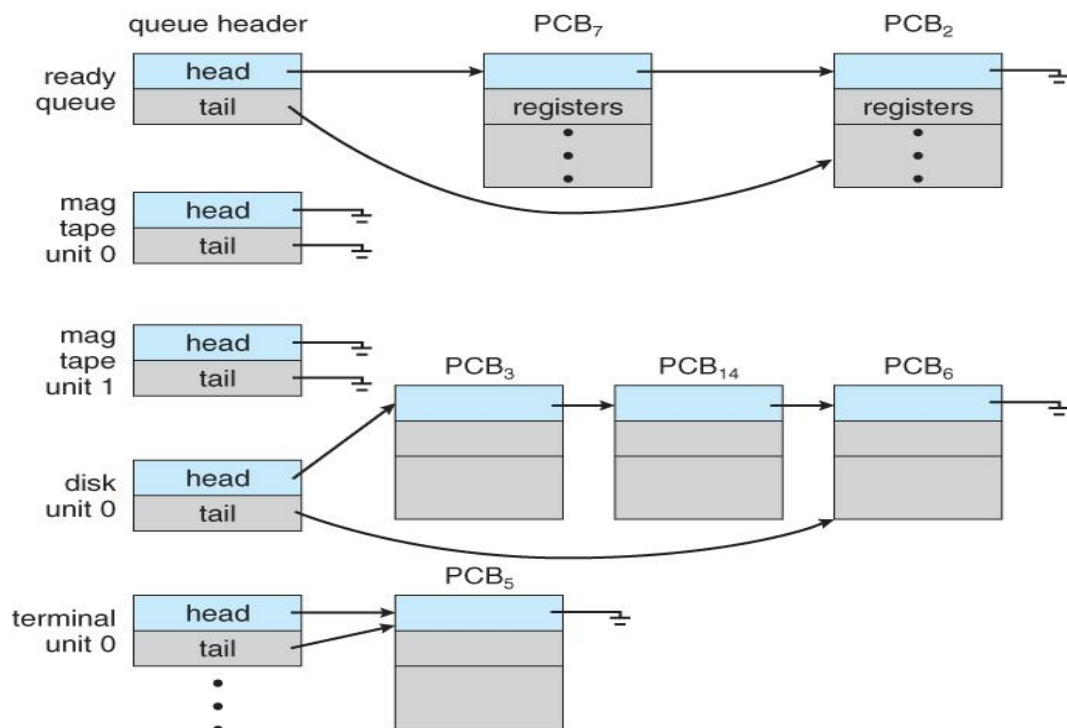 queue header
PCB₇
PCB₂
ready
queue
head
tail
registers
registers
mag
tape
unit 0
head
tail
mag
tape
unit 1
head
tail
PCB₃
PCB₁₄
PCB₆
disk
unit 0
head
tail
PCB₅
terminal
unit 0
head
tail